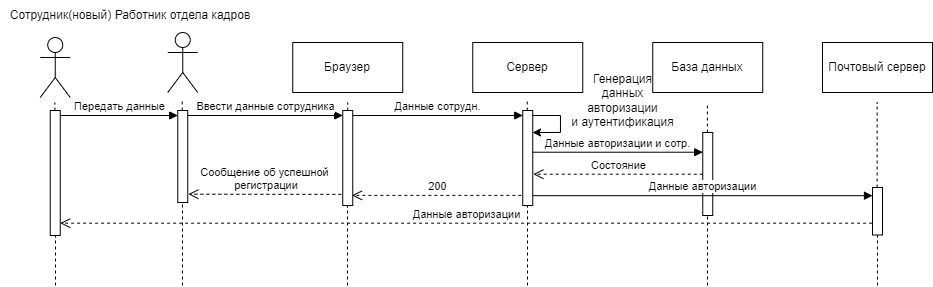 Сотрудник(новый) Работник отдела кадров
Браузер
Сервер
База данных
Почтовый сервер
Генерация
данных
авторизации
и аутентификация
Передать данные
Ввести данные сотрудника
Данные сотрудн.
Данные авторизации и сотр.
Состояние
Сообщение об успешной
регистрации
200
Данные авторизации
Данные авторизации